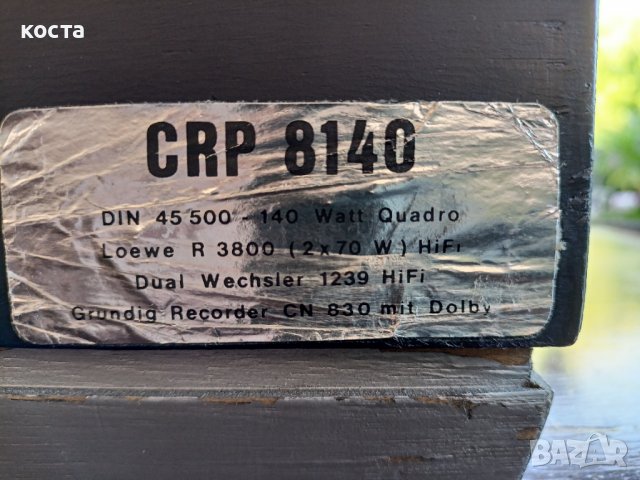 коста
CRP 8140
DIN 45 500 - 140 Watt Quadro
Loewe R 3800 ( 2 x 70 W ) HiFi
Dual Wechsler 1239 HiFi
Grundig Recorder CN 830 mit Dolby
BAZAR